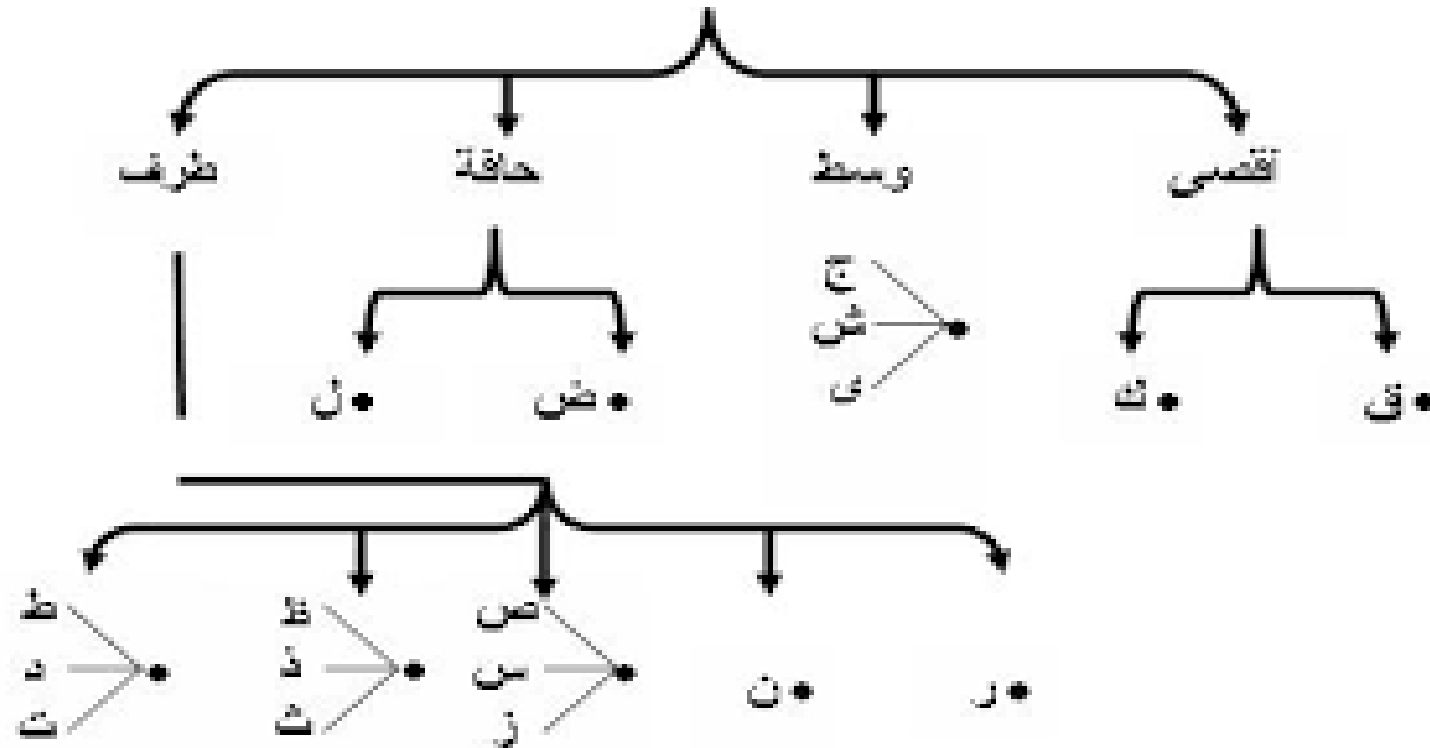 أقصى وسط حافة طرف
ج
ش
ى
ق ك ض ل
ص ظ ط
س ذ د
ر ن
ز ث ت